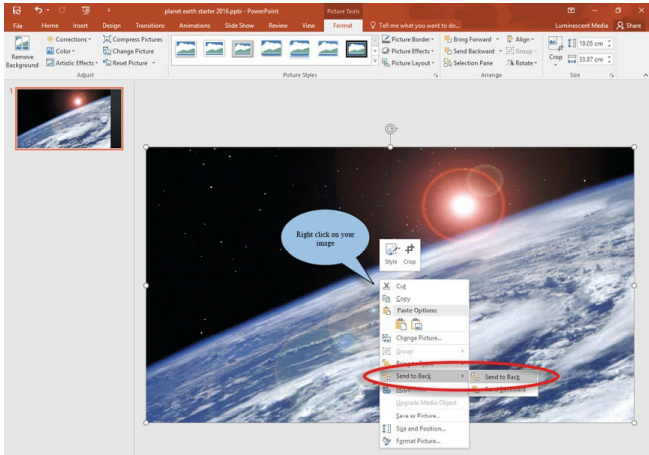 planet earth starter 2016.pptx - PowerPoint
Picture Tools
File Home Insert Design Transitions Animations Slide Show Review View Format Tell me what you want to do... Luminescent Media Share
Remove Background
Corrections
Color
Artistic Effects
Compress Pictures
Change Picture
Reset Picture
Adjust
Picture Styles
Picture Border
Picture Effects
Picture Layout
Bring Forward
Send Backward
Selection Pane
Align
Group
Rotate
Arrange
Crop
19.05 cm
33.87 cm
Size
1
Right click on your
image
Style Crop
Cut
Copy
Paste Options:
Change Picture...
Group
Send to Back
Send to Back
Upgrade Media Object
Save as Picture...
Size and Position...
Format Picture...